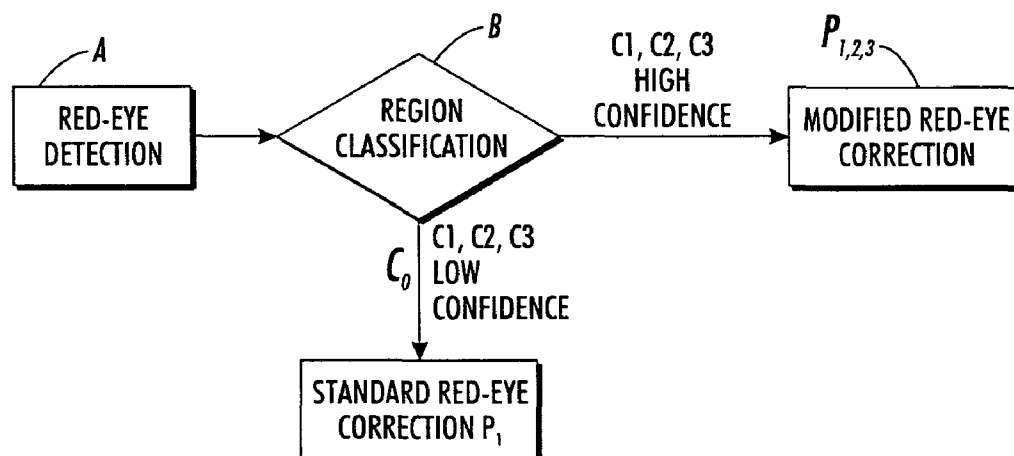 A
RED-EYE
DETECTION
B
REGION
CLASSIFICATION
C1, C2, C3
HIGH
CONFIDENCE
P1,2,3
MODIFIED RED-EYE
CORRECTION
C0
C1, C2, C3
LOW
CONFIDENCE
STANDARD RED-EYE
CORRECTION P1